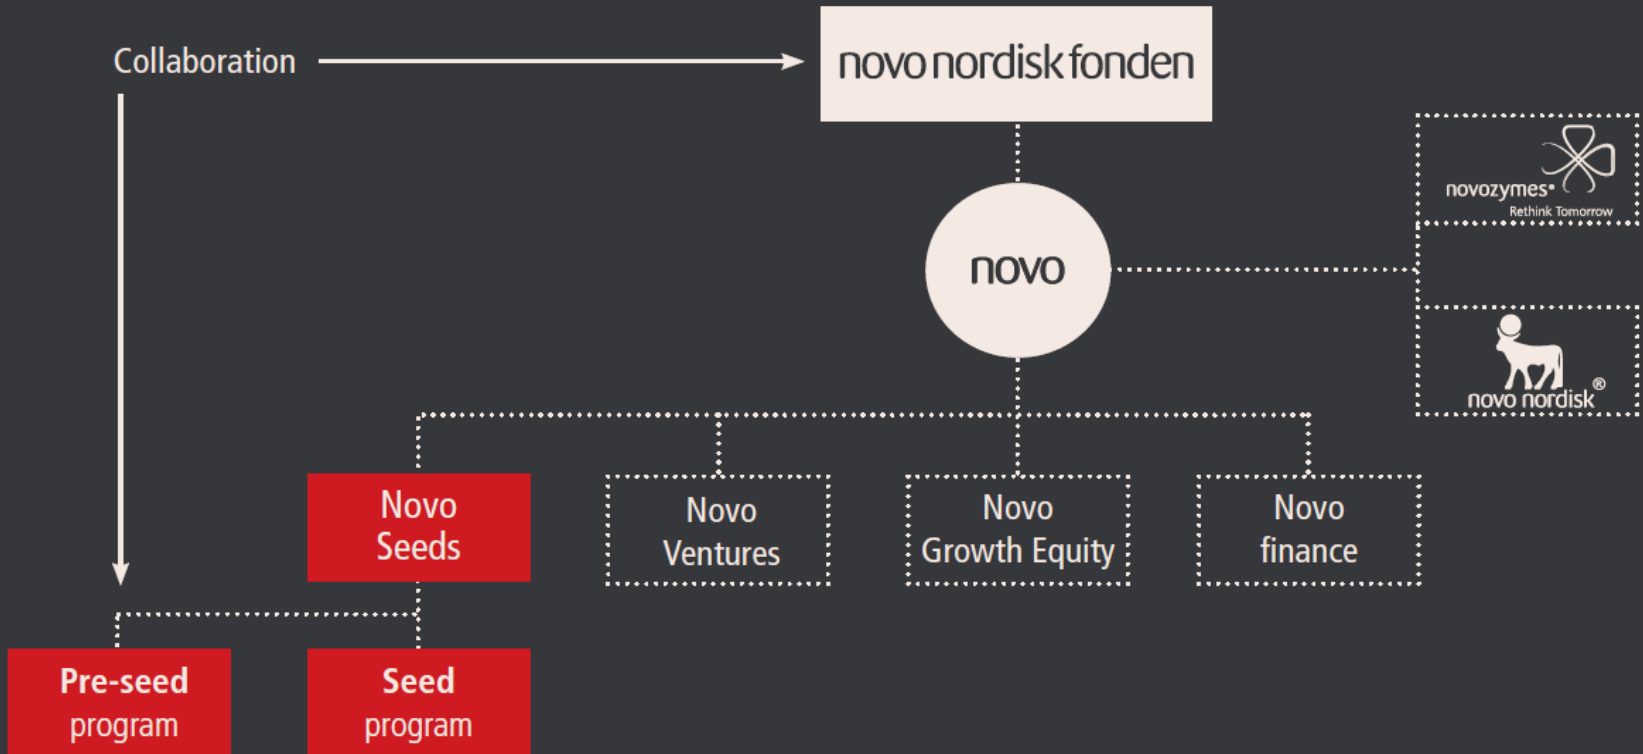 Collaboration
novo nordisk fonden
novozymes®
Rethink Tomorrow
novo
novo nordisk®
Novo
Seeds
Novo
Ventures
Novo
Growth Equity
Novo
finance
Pre-seed
program
Seed
program